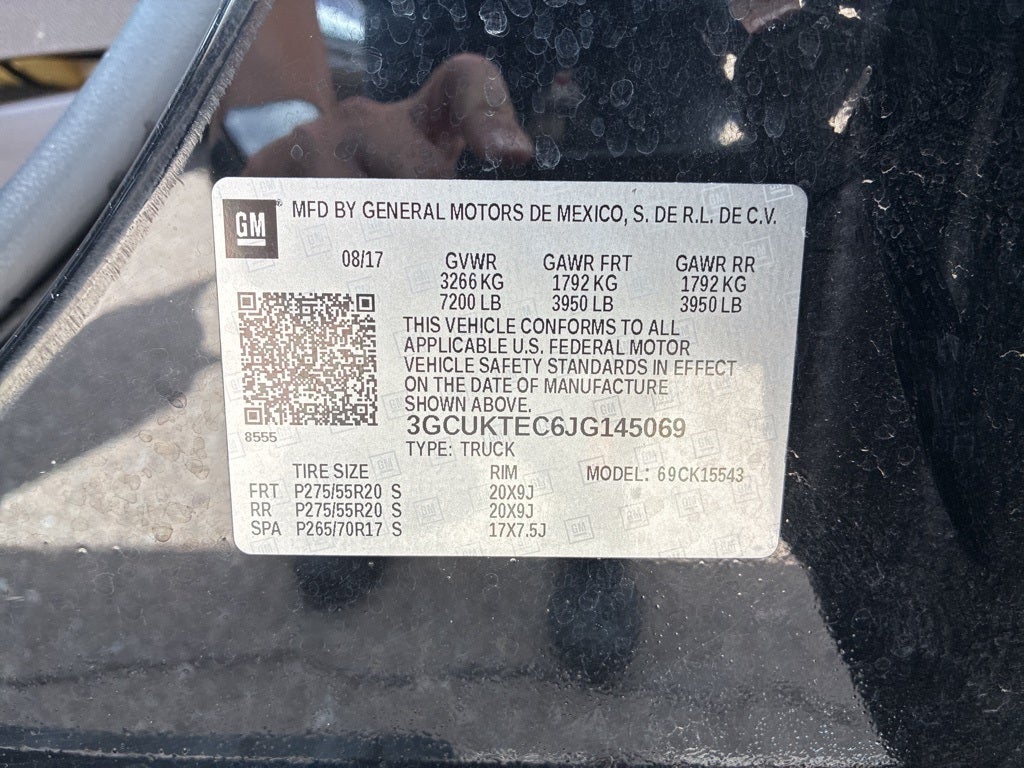 GM ® MFD BY GENERAL MOTORS DE MEXICO, S. DE R.L. DE C.V.
08/17 GVWR GAWR FRT GAWR RR
3266 KG 1792 KG 1792 KG
7200 LB 3950 LB 3950 LB
THIS VEHICLE CONFORMS TO ALL
APPLICABLE U.S. FEDERAL MOTOR
VEHICLE SAFETY STANDARDS IN EFFECT
ON THE DATE OF MANUFACTURE
SHOWN ABOVE.
3GCUKTEC6JG145069
8555
TYPE: TRUCK
TIRE SIZE RIM MODEL: 69CK15543
FRT P275/55R20 S 20X9J
RR P275/55R20 S 20X9J
SPA P265/70R17 S 17X7.5J